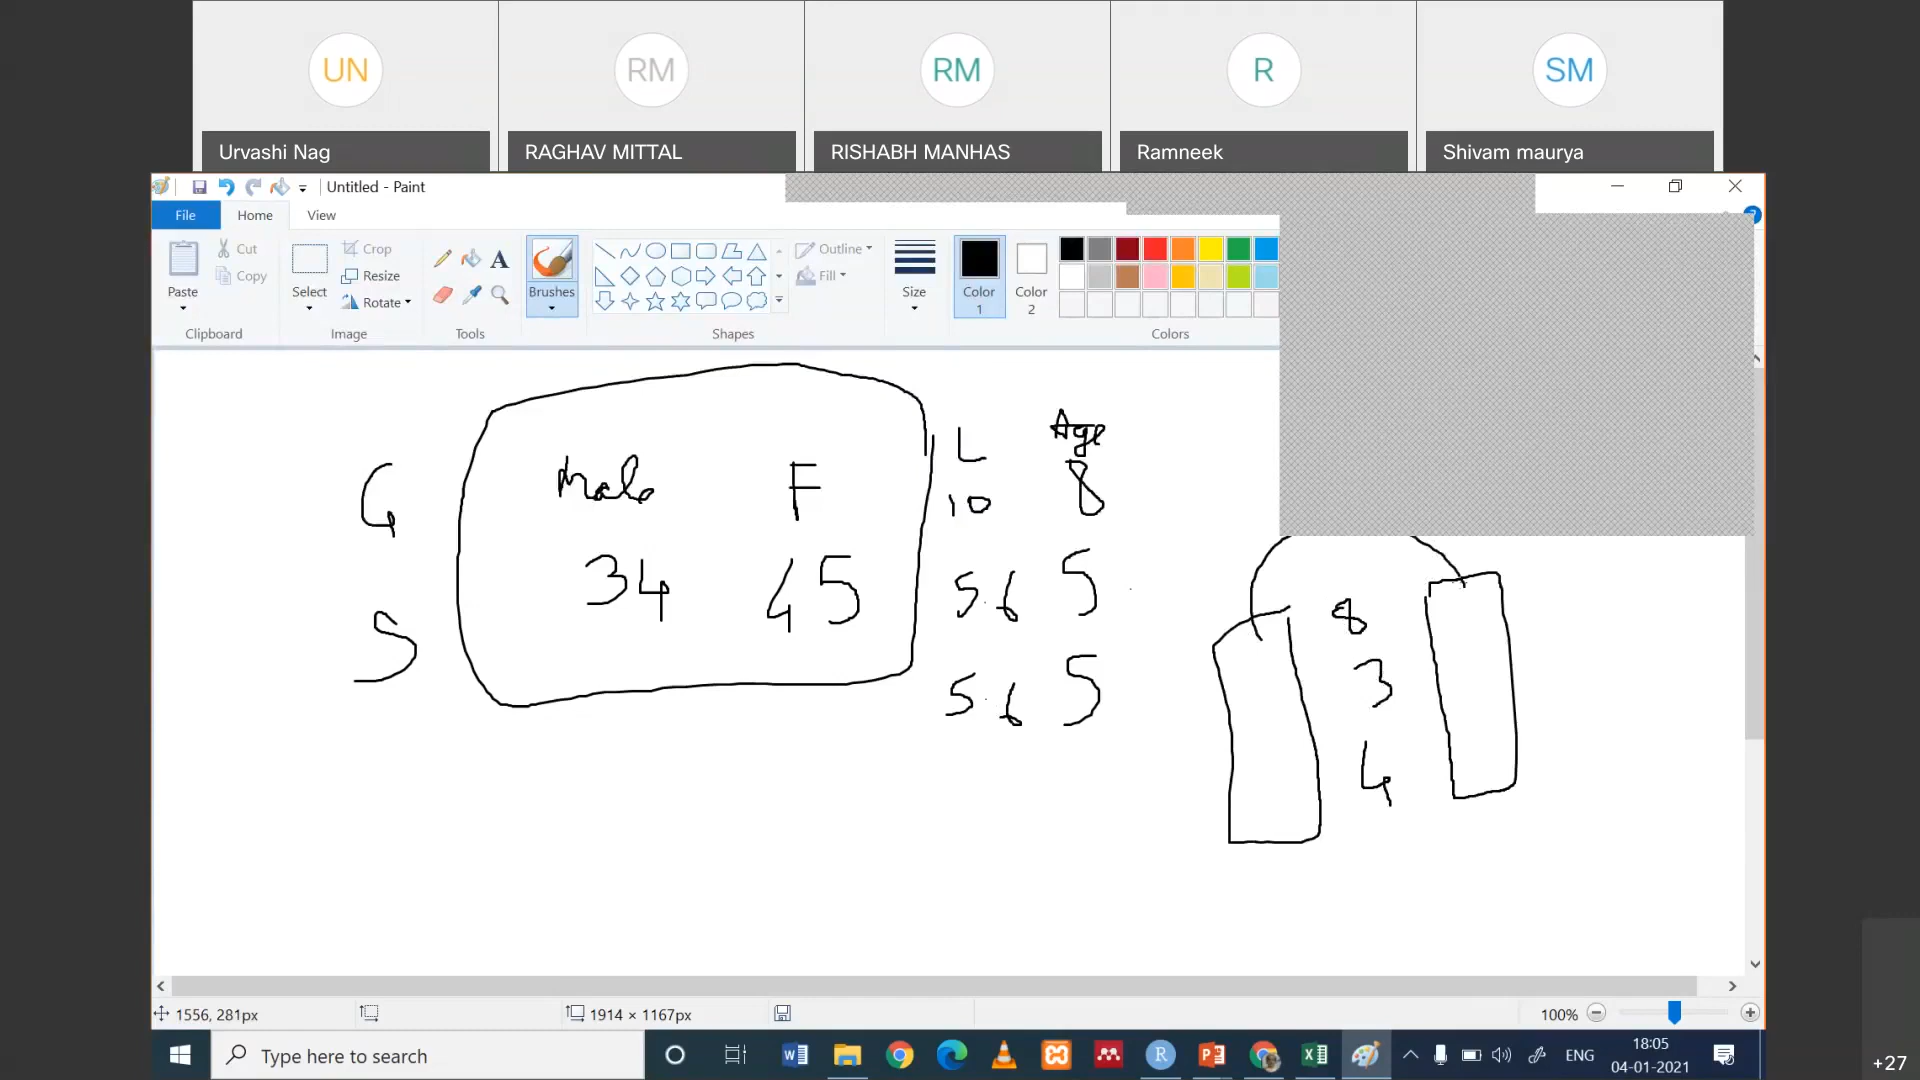 UN RM RM R SM
Urvashi Nag RAGHAV MITTAL RISHABH MANHAS Ramneek Shivam maurya
Untitled - Paint
File Home View
Cut Crop Outline
Copy Resize Fill
Paste Select Rotate Brushes Size Color 1 Color 2
Clipboard Image Tools Shapes Colors
L Age
G Male F 10 8
34 45 5.6 5 8
S 5.6 5 3
4
1556, 281px 1914 × 1167px 100%
Type here to search ENG 18:05
04-01-2021
+27